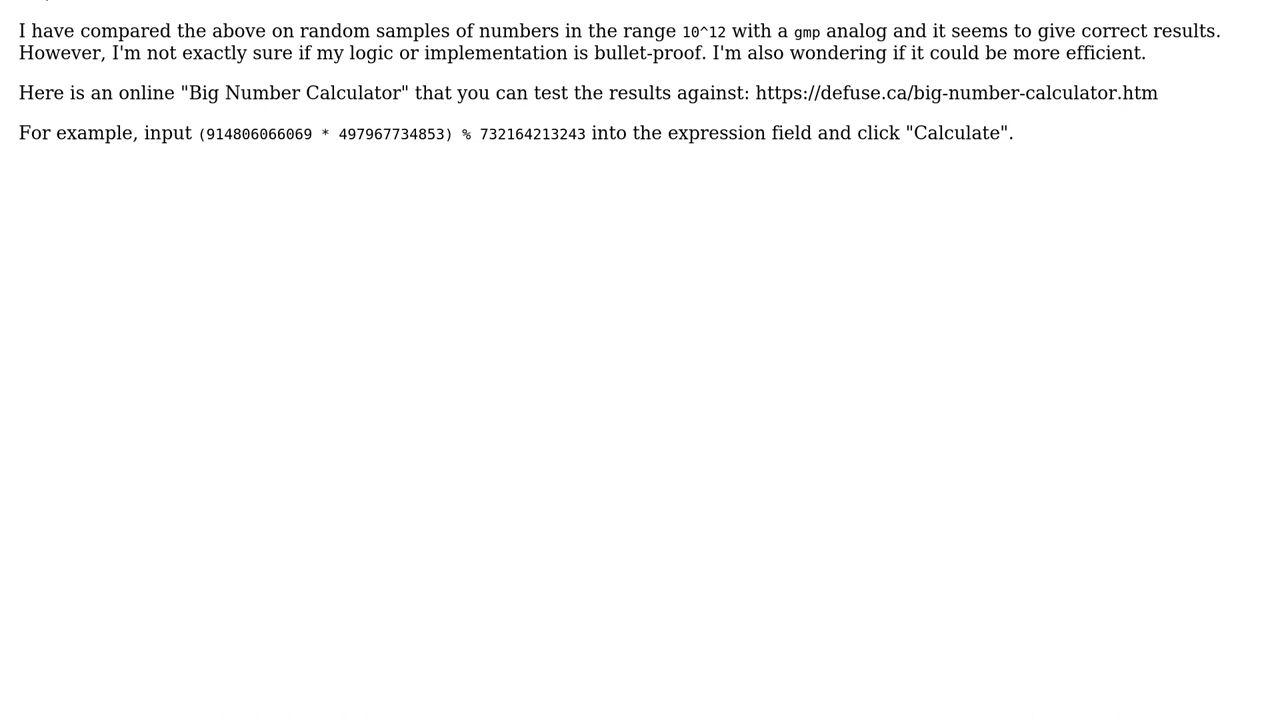 I have compared the above on random samples of numbers in the range 10^12 with a gmp analog and it seems to give correct results.
However, I'm not exactly sure if my logic or implementation is bullet-proof. I'm also wondering if it could be more efficient.
Here is an online "Big Number Calculator" that you can test the results against: https://defuse.ca/big-number-calculator.htm
For example, input (914806066069 * 497967734853) % 732164213243 into the expression field and click "Calculate".